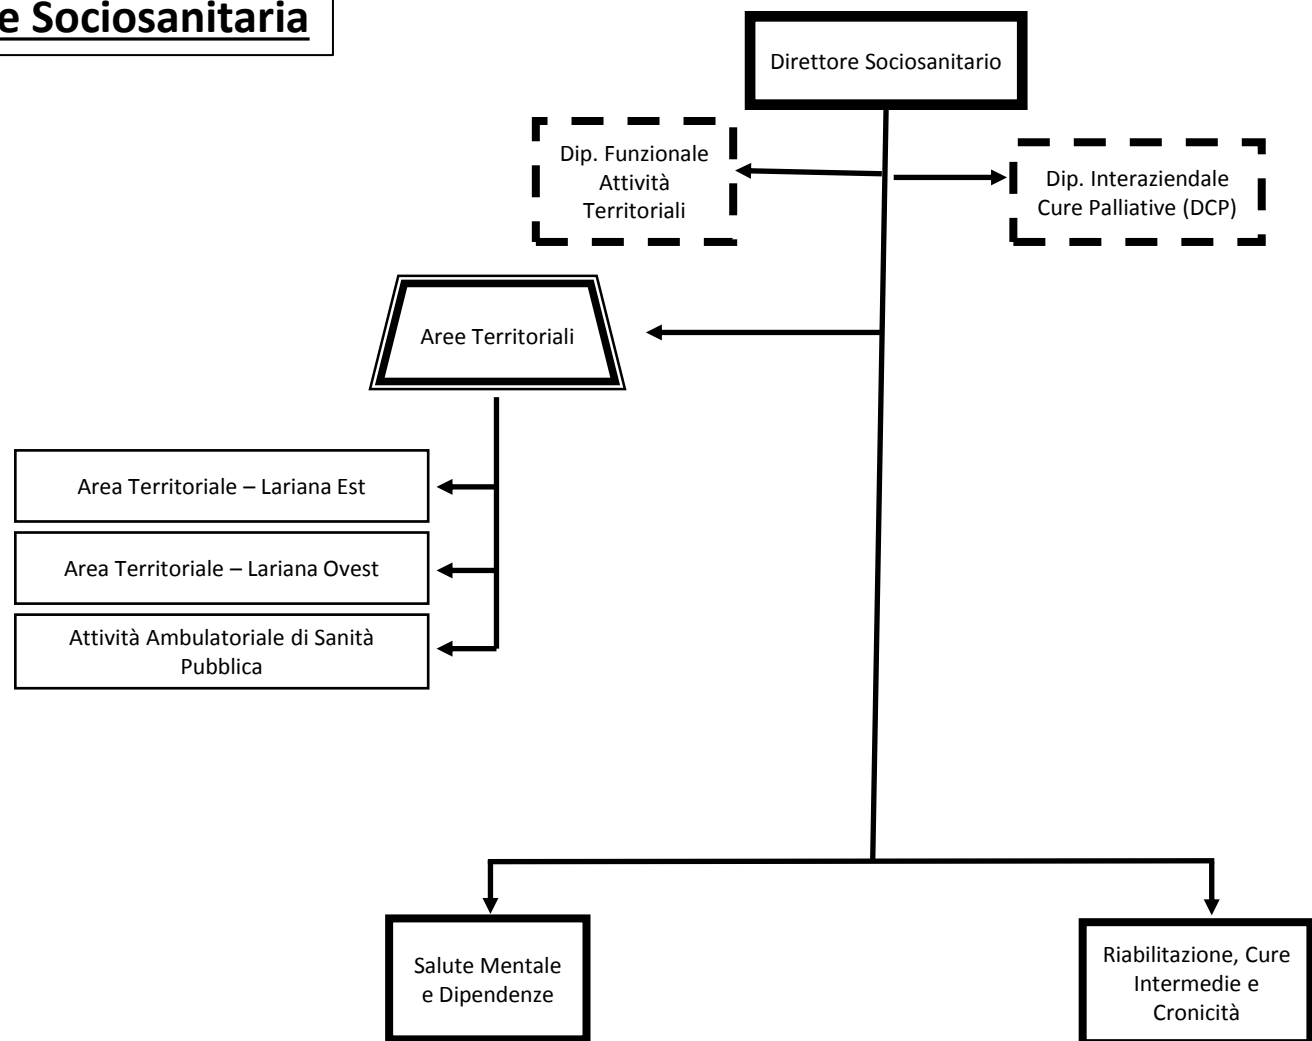 e Sociosanitaria
Direttore Sociosanitario
Dip. Funzionale
Attività
Territoriali
Dip. Interaziendale
Cure Palliative (DCP)
Aree Territoriali
Area Territoriale – Lariana Est
Area Territoriale – Lariana Ovest
Attività Ambulatoriale di Sanità
Pubblica
Salute Mentale
e Dipendenze
Riabilitazione, Cure
Intermedie e
Cronicità